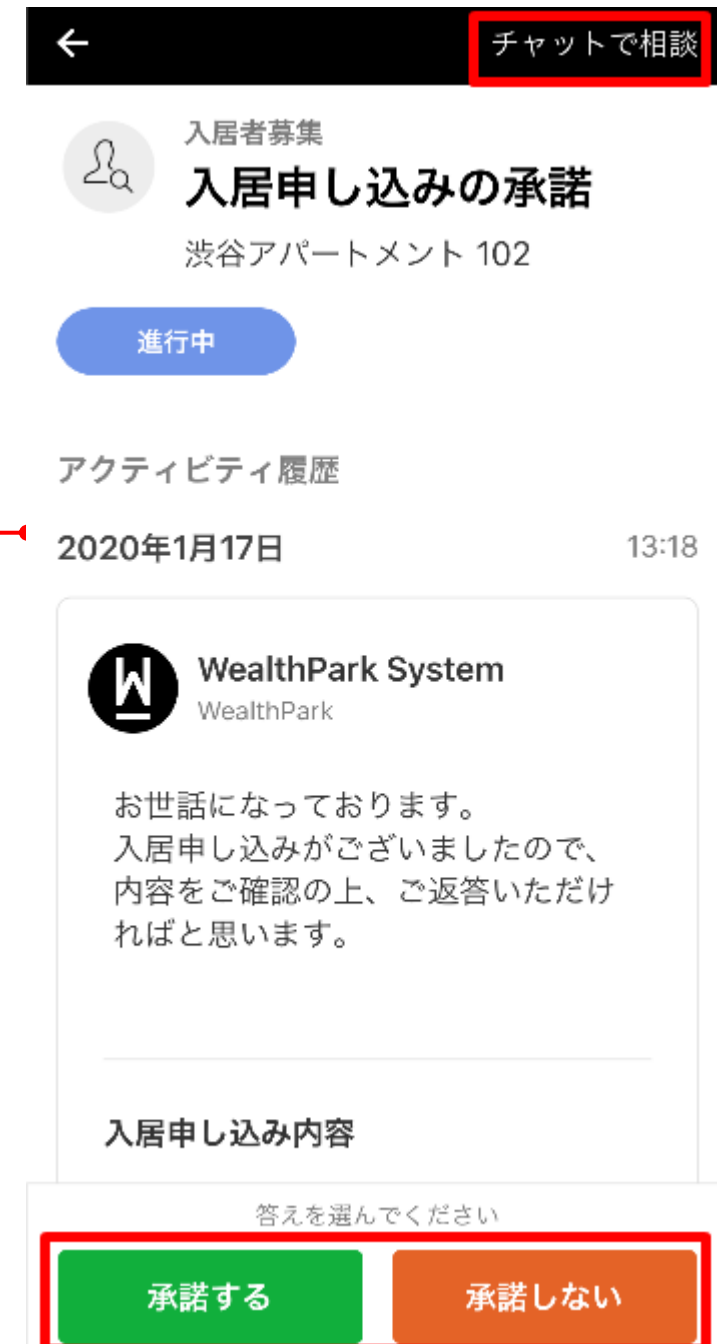 チャットで相談
入居者募集
入居申し込みの承諾
渋谷アパートメント 102
進行中
アクティビティ履歴
2020年1月17日 13:18
WealthPark System
WealthPark
お世話になっております。
入居申し込みがございましたので、
内容をご確認の上、ご返答いただけ
ればと思います。
入居申し込み内容
答えを選んでください
承諾する 承諾しない